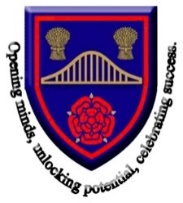 Opening minds, unlocking potential, celebrating success.